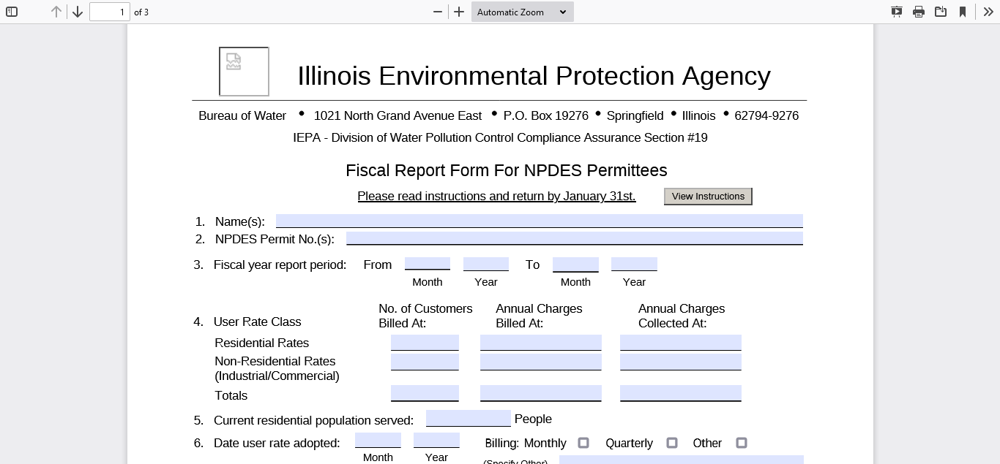 1 of 3 Automatic Zoom
Illinois Environmental Protection Agency
Bureau of Water • 1021 North Grand Avenue East • P.O. Box 19276 • Springfield • Illinois • 62794-9276
IEPA - Division of Water Pollution Control Compliance Assurance Section #19
Fiscal Report Form For NPDES Permittees
Please read instructions and return by January 31st. View Instructions
1. Name(s):
2. NPDES Permit No.(s):
3. Fiscal year report period: From To
Month Year Month Year
No. of Customers Annual Charges Annual Charges
4. User Rate Class Billed At: Billed At: Collected At:
Residential Rates
Non-Residential Rates
(Industrial/Commercial)
Totals
5. Current residential population served: People
6. Date user rate adopted: Billing: Monthly Quarterly Other
Month Year (Specify Other)